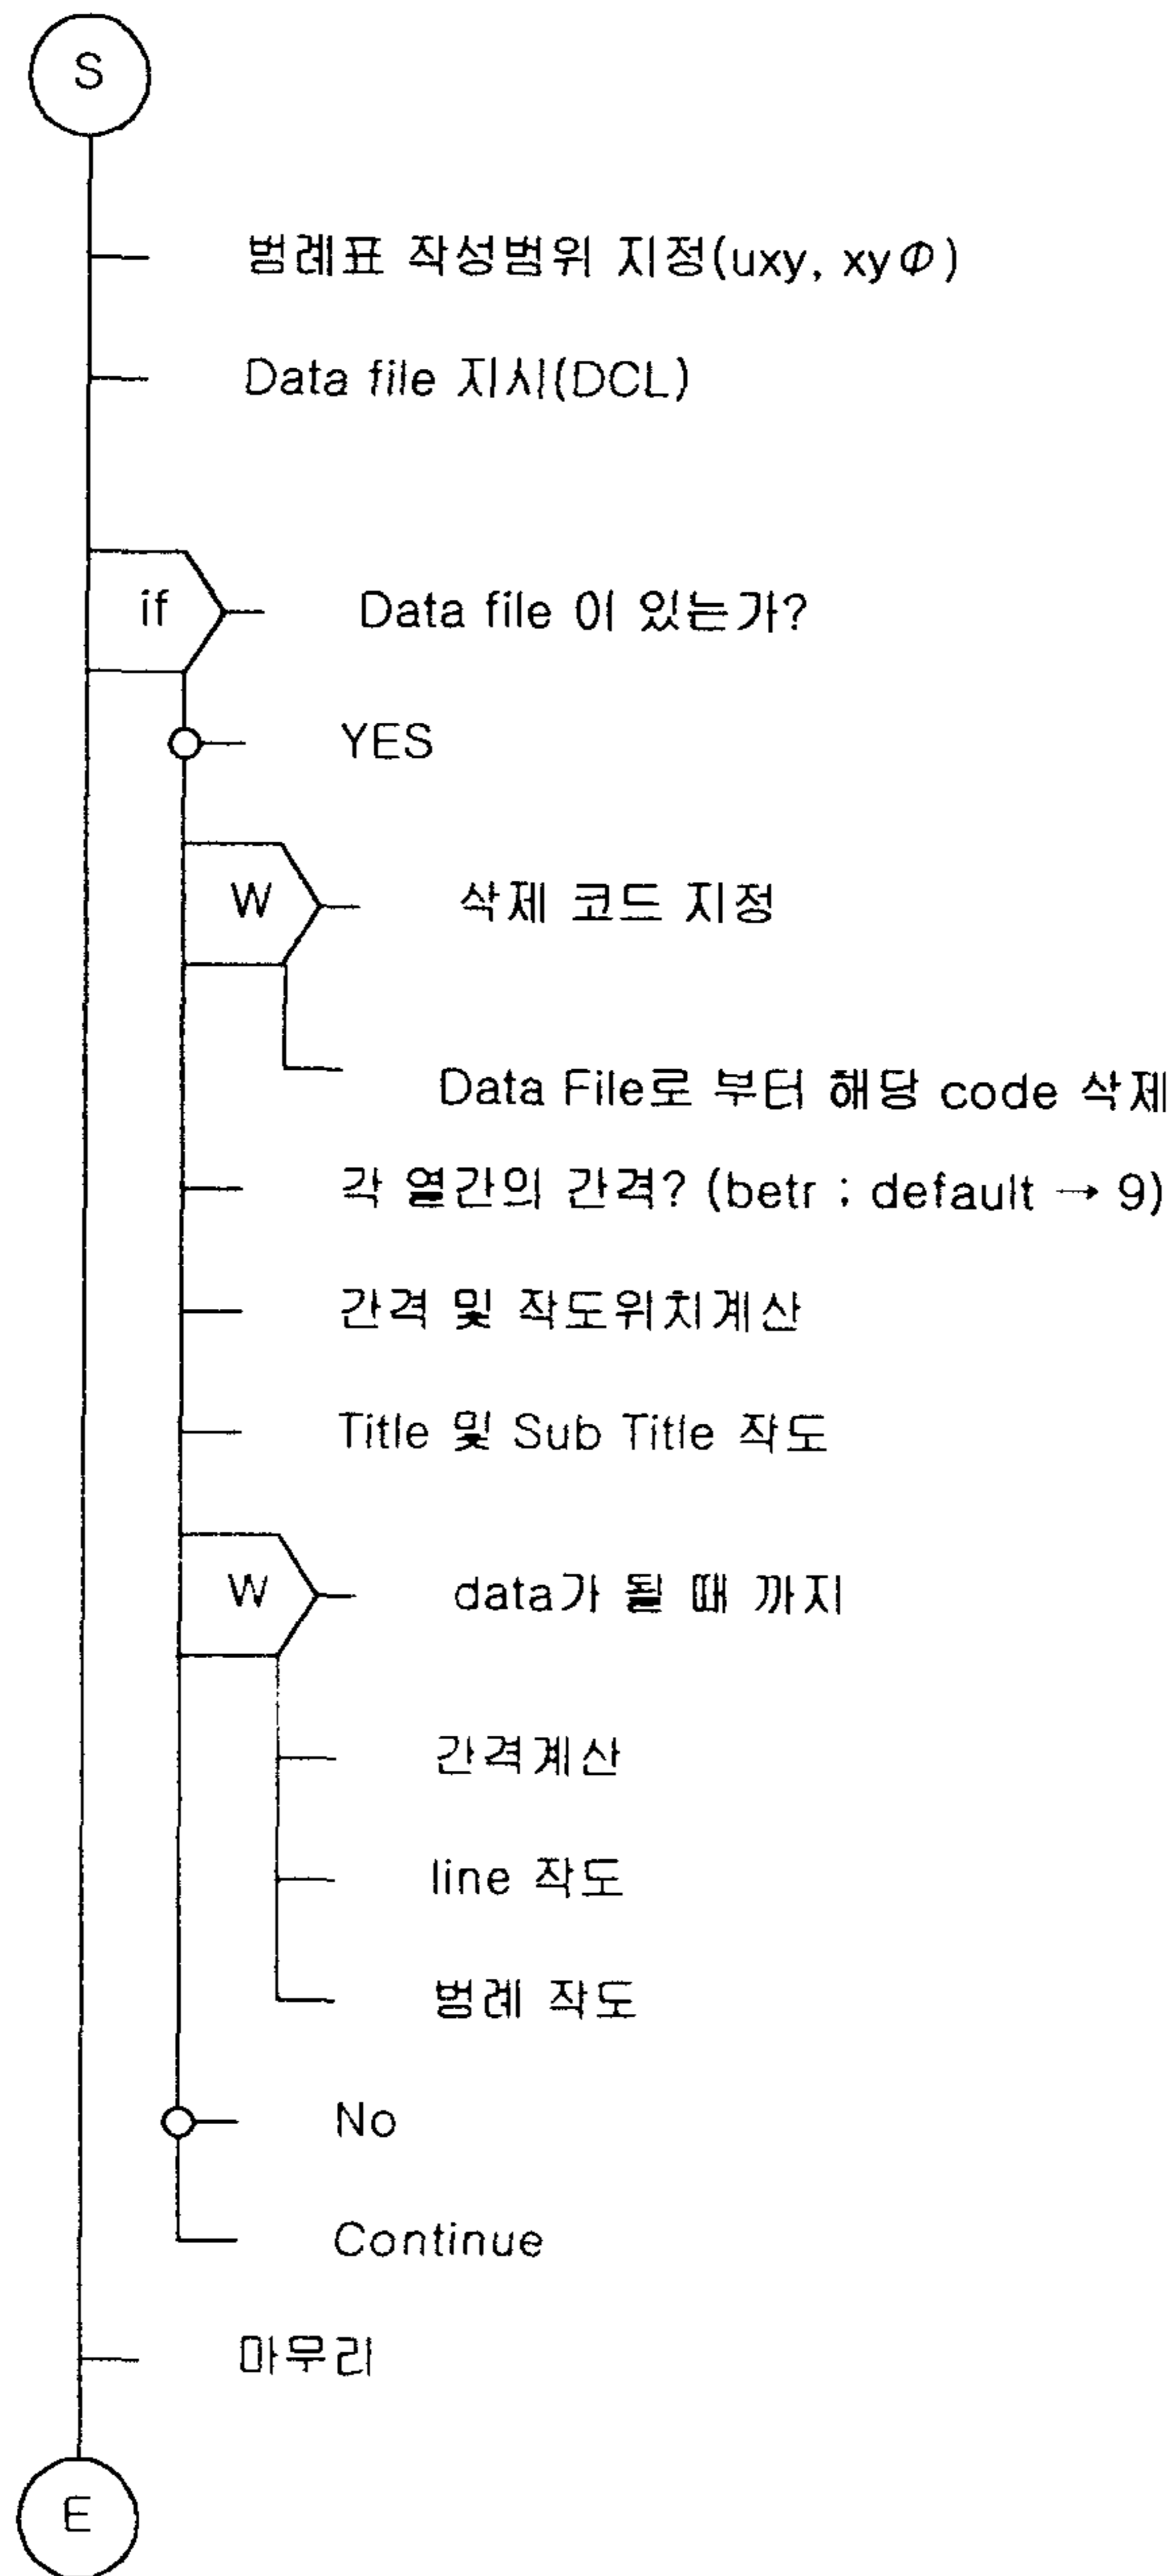 S
범례표 작성범위 지정(uxy, xyΦ)
Data file 지시(DCL)
if
Data file 이 있는가?
YES
W
삭제 코드 지정
Data File로 부터 해당 code 삭제
각 열간의 간격? (betr ; default → 9)
간격 및 작도위치계산
Title 및 Sub Title 작도
W
data가 될 때 까지
간격계산
line 작도
범례 작도
No
Continue
마무리
E